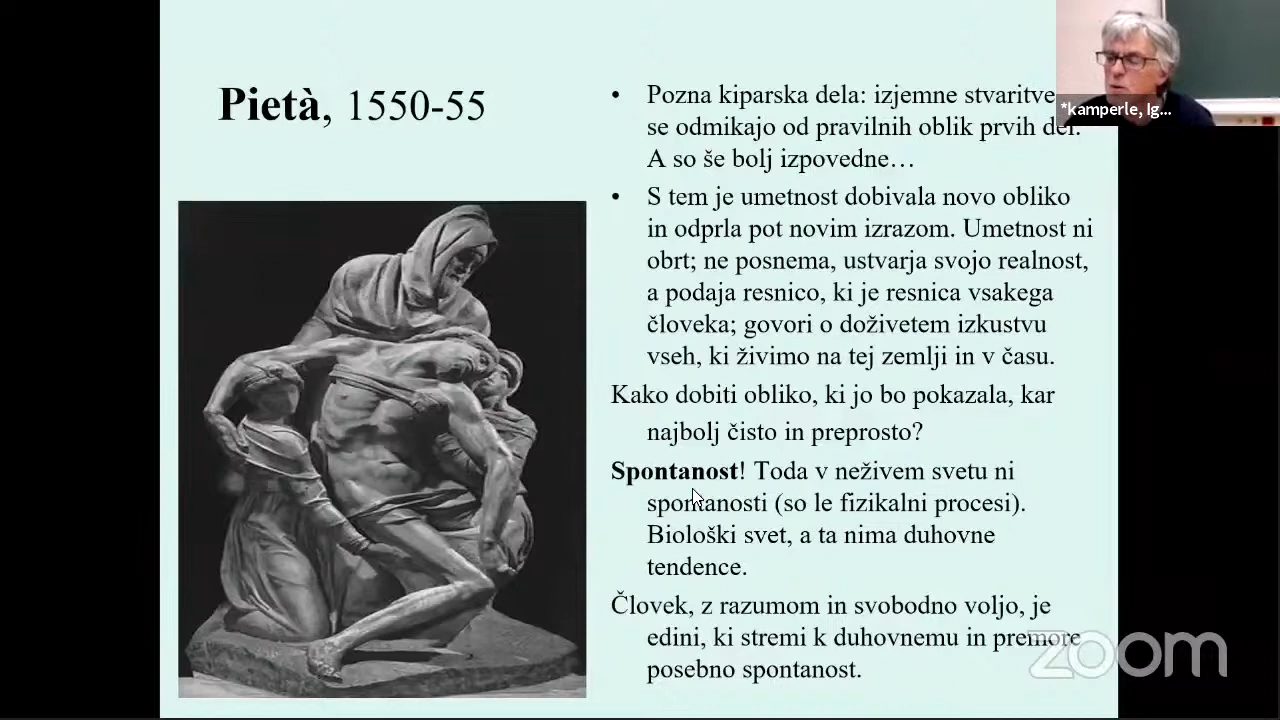 Pietà, 1550-55
• Pozna kiparska dela: izjemne stvaritve
se odmikajo od pravilnih oblik prvih del.
A so še bolj izpovedne…
• S tem je umetnost dobivala novo obliko
in odprla pot novim izrazom. Umetnost ni
obrt; ne posnema, ustvarja svojo realnost,
a podaja resnico, ki je resnica vsakega
človeka; govori o doživetem izkustvu
vseh, ki živimo na tej zemlji in v času.
Kako dobiti obliko, ki jo bo pokazala, kar
najbolj čisto in preprosto?
Spontanost! Toda v neživem svetu ni
spontanosti (so le fizikalni procesi).
Biološki svet, a ta nima duhovne
tendence.
Človek, z razumom in svobodno voljo, je
edini, ki stremi k duhovnemu in premore
posebno spontanost.
*kamperle, Ig...
zoom